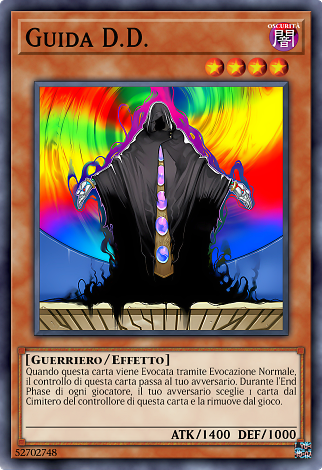 Guida D.D.
OSCURITÀ
闇
[Guerriero/Effetto]
Quando questa carta viene Evocata tramite Evocazione Normale,
il controllo di questa carta passa al tuo avversario. Durante l'End
Phase di ogni giocatore, il tuo avversario sceglie 1 carta dal
Cimitero del controllore di questa carta e la rimuove dal gioco.
ATK/1400 DEF/1000
52702748